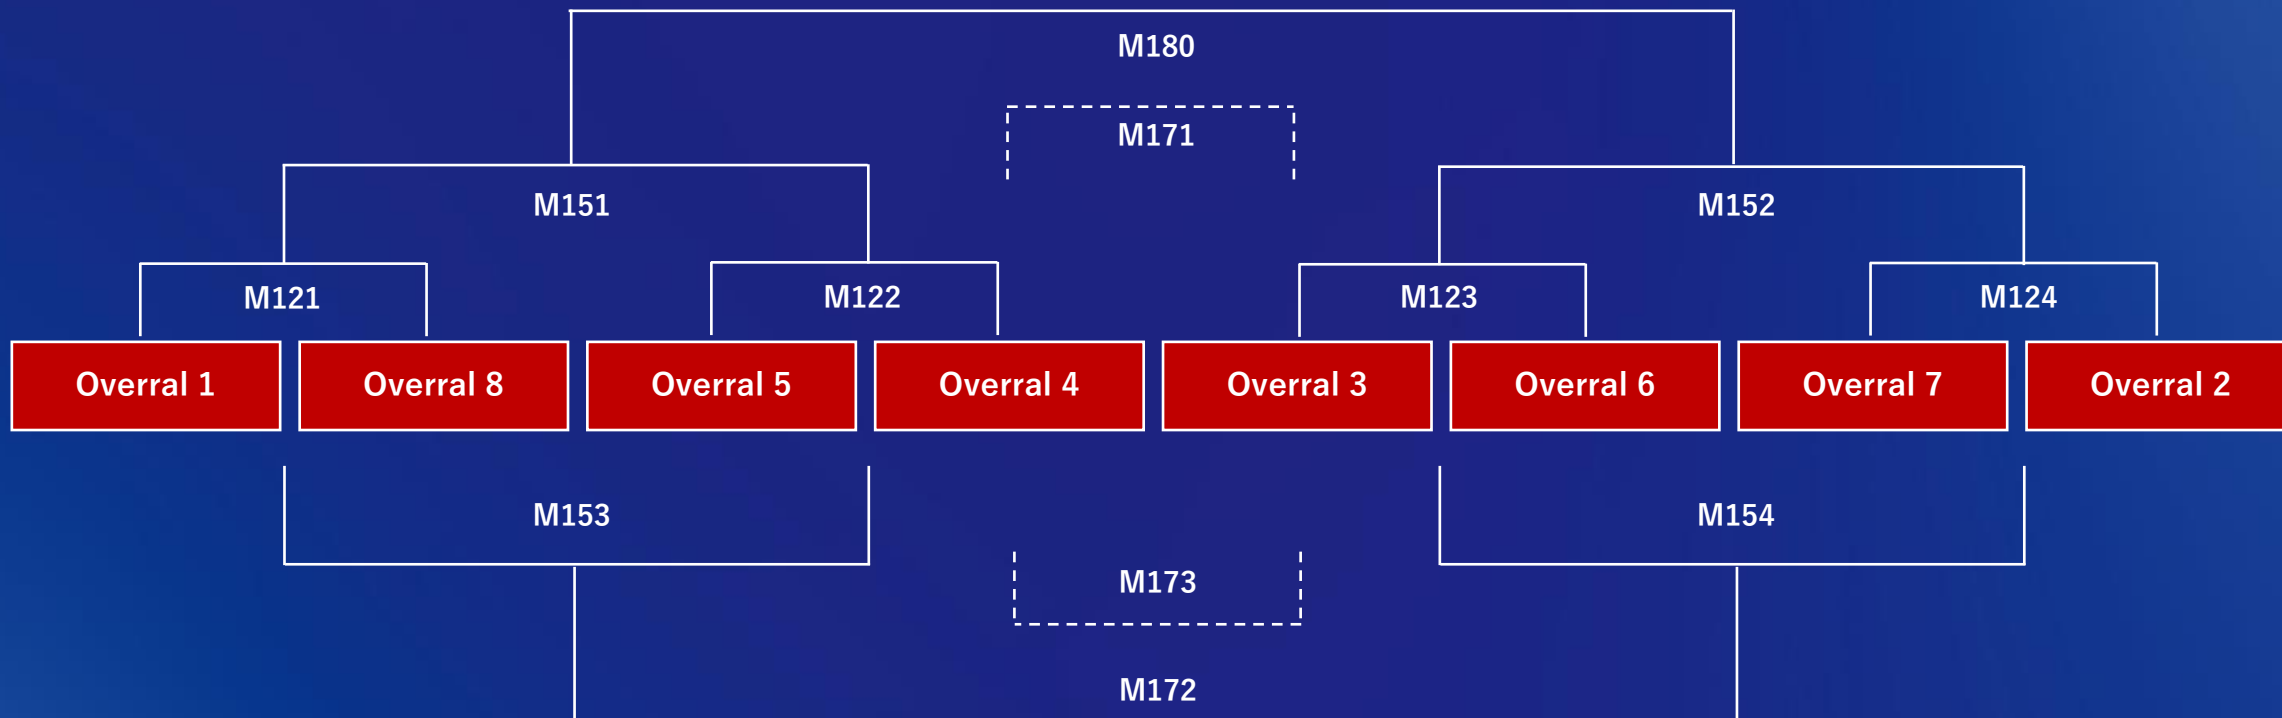 M180
M171
M151
M152
M121
M122
M123
M124
Overral 1
Overral 8
Overral 5
Overral 4
Overral 3
Overral 6
Overral 7
Overral 2
M153
M154
M173
M172